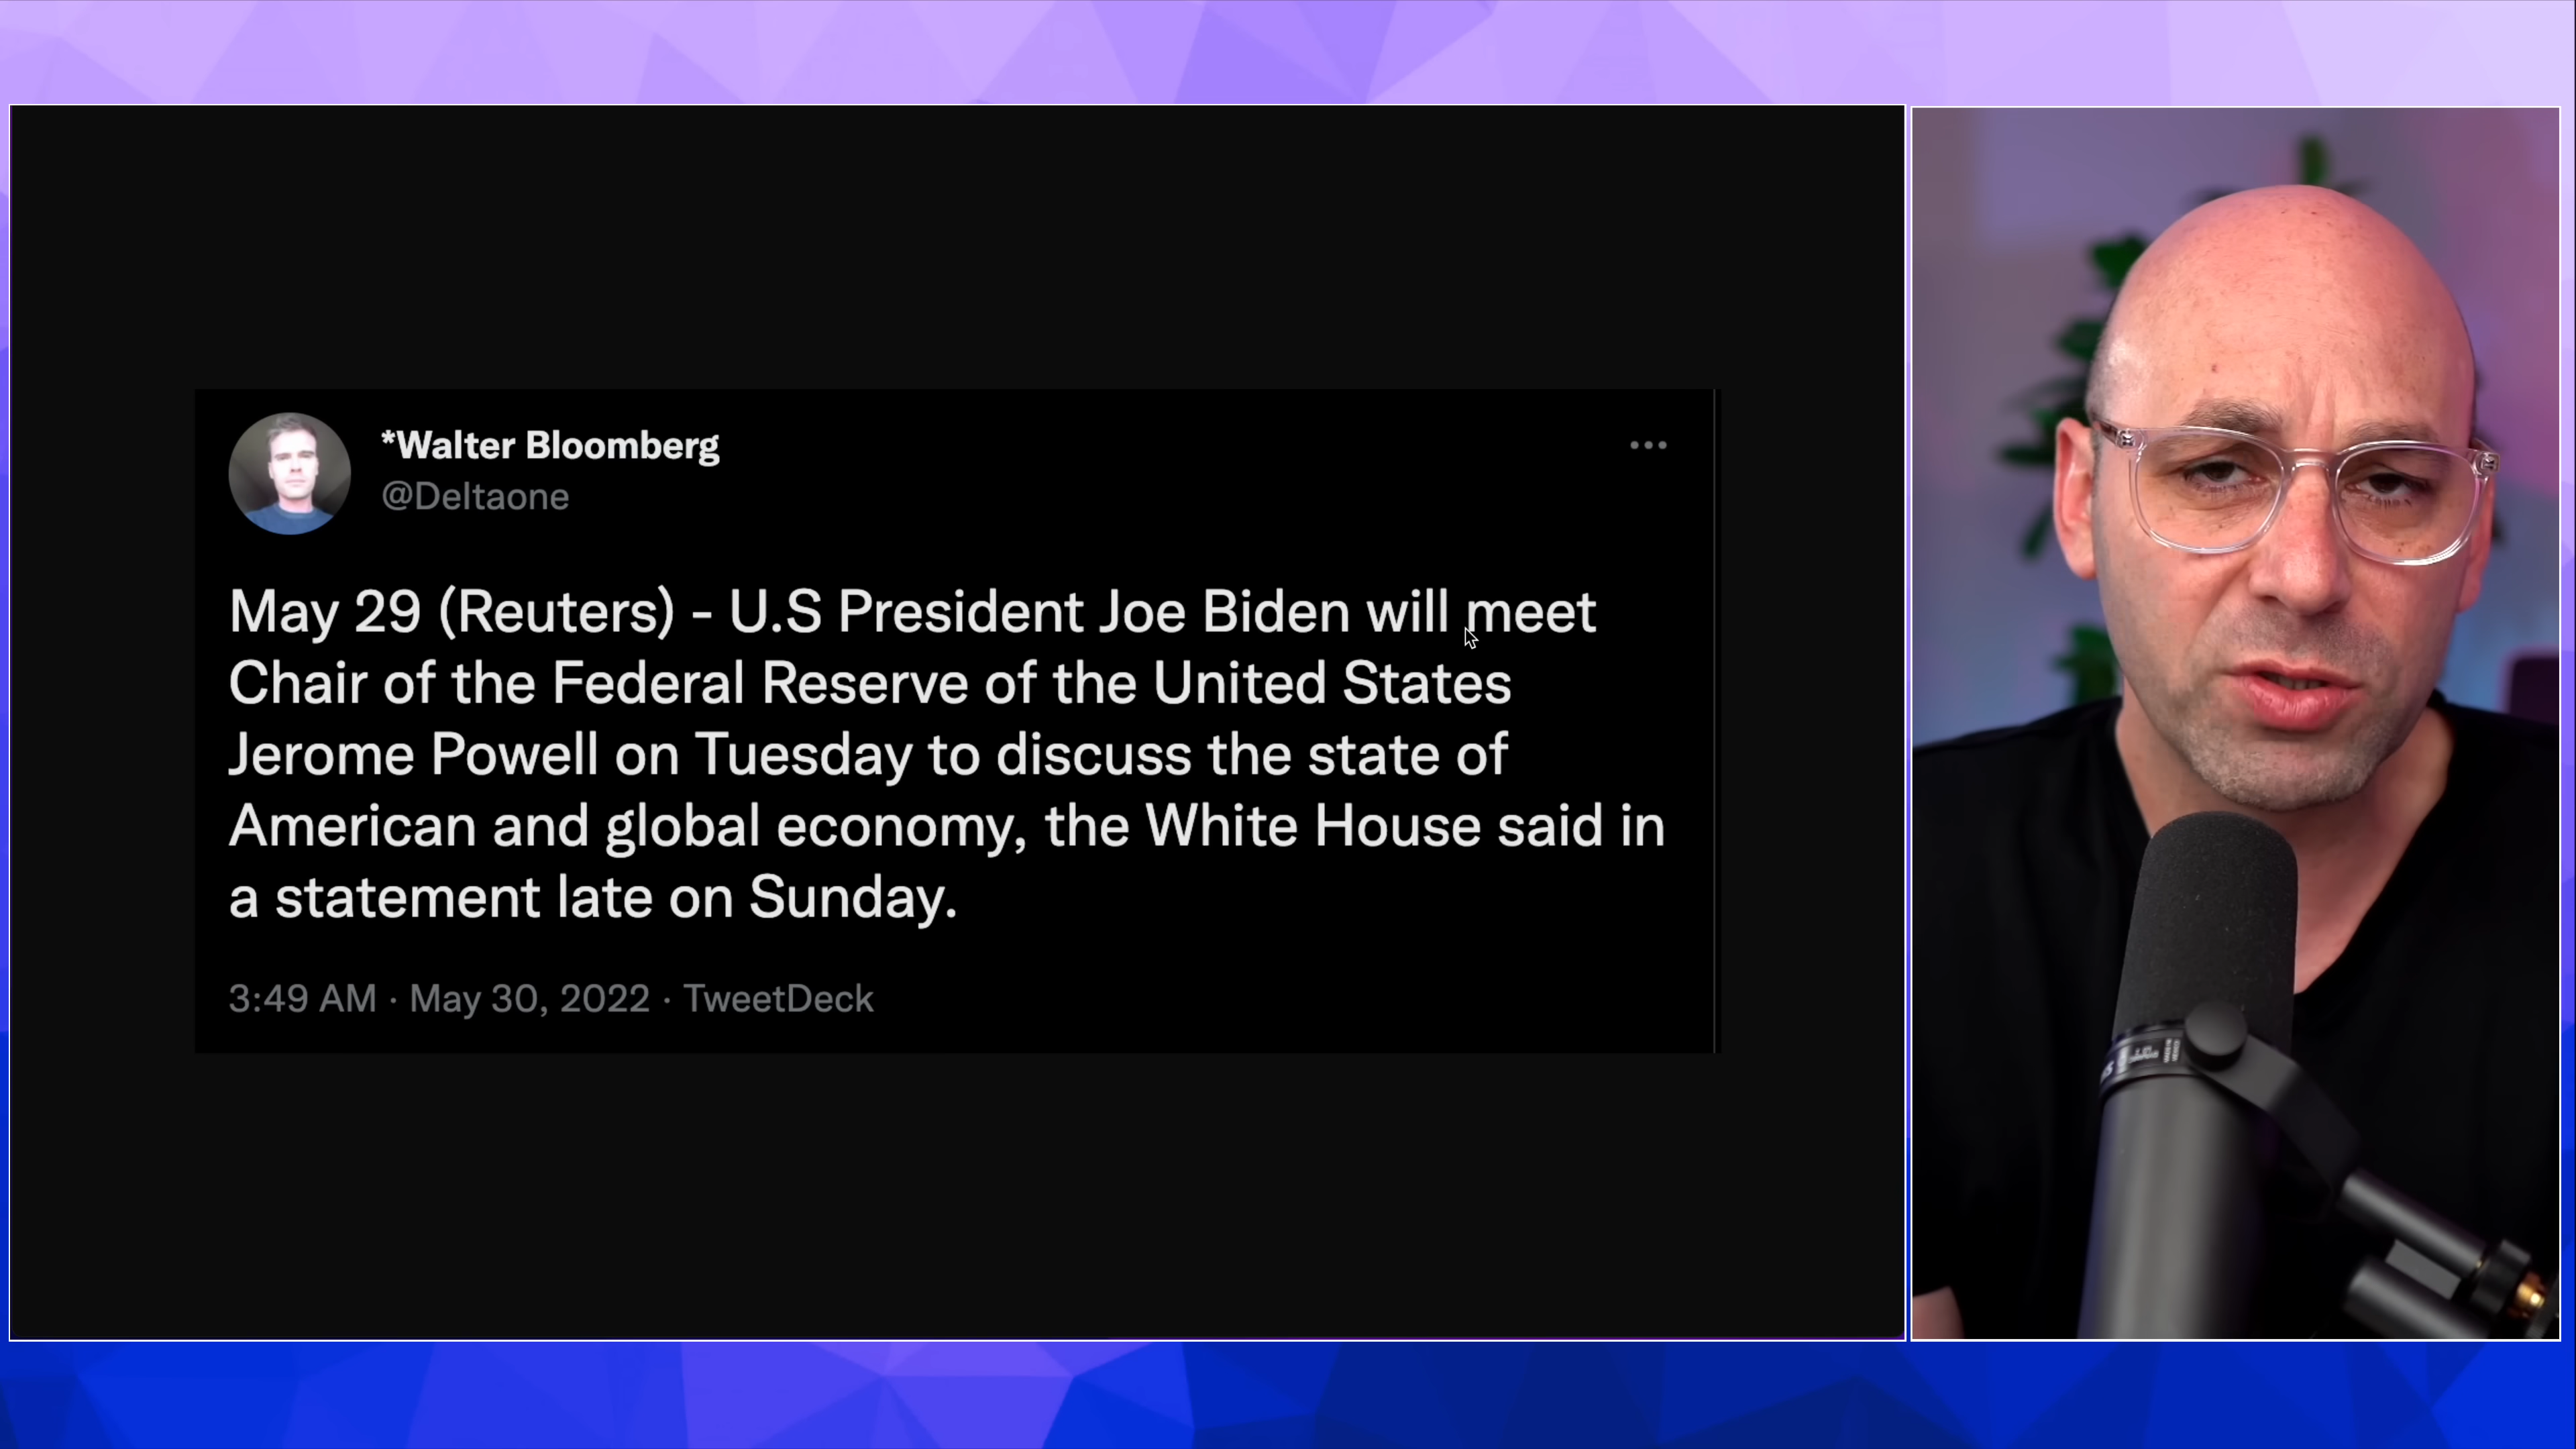 *Walter Bloomberg
@Deltaone
May 29 (Reuters) - U.S President Joe Biden will meet
Chair of the Federal Reserve of the United States
Jerome Powell on Tuesday to discuss the state of
American and global economy, the White House said in
a statement late on Sunday.
3:49 AM · May 30, 2022 · TweetDeck